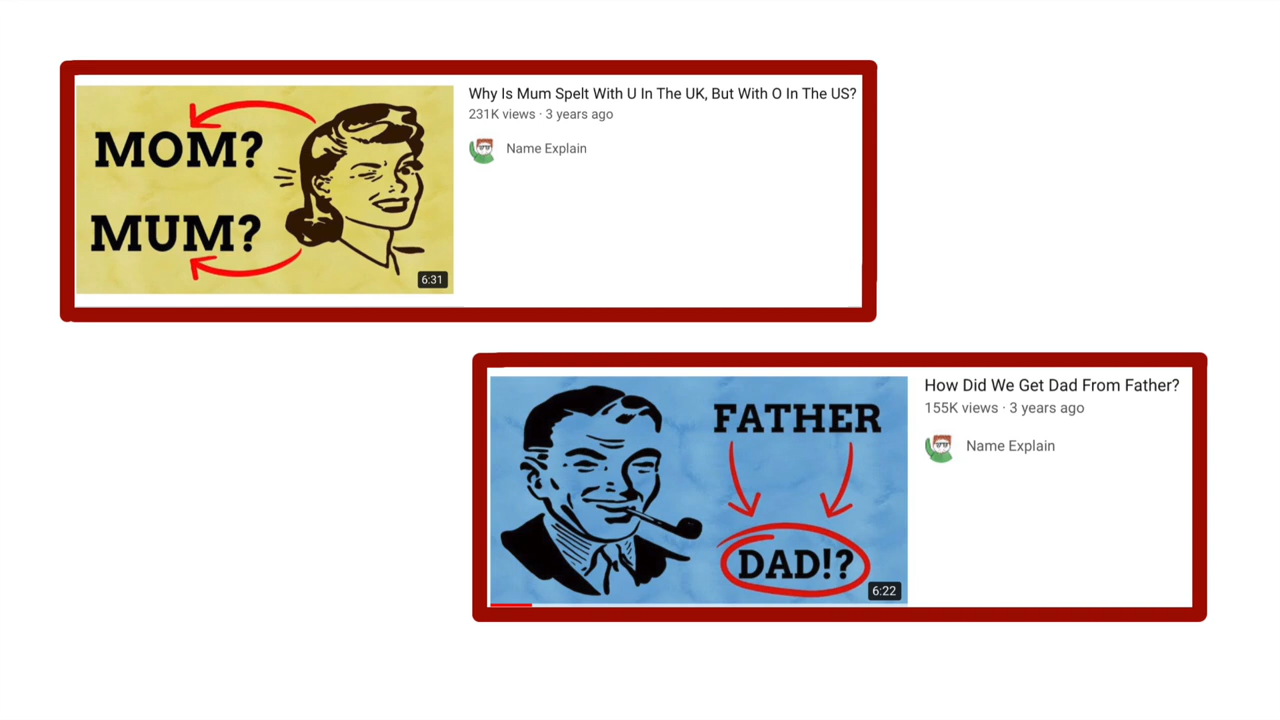 MOM?
MUM?
6:31
Why Is Mum Spelt With U In The UK, But With O In The US?
231K views · 3 years ago
Name Explain
FATHER
DAD!?
6:22
How Did We Get Dad From Father?
155K views · 3 years ago
Name Explain